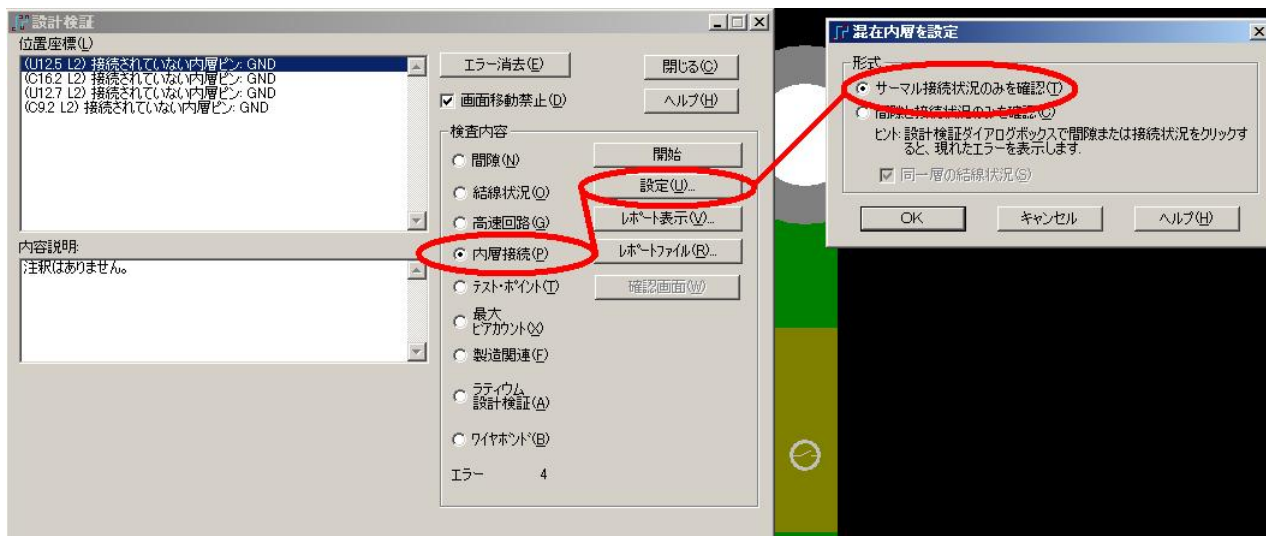 設計検証
位置座標(L)
(U12.5 L2) 接続されていない内層ピン: GND
(C16.2 L2) 接続されていない内層ピン: GND
(U12.7 L2) 接続されていない内層ピン: GND
(C9.2 L2) 接続されていない内層ピン: GND
内容説明:
注釈はありません。
エラー消去(E)
閉じる(C)
画面移動禁止(D)
ヘルプ(H)
検査内容
間隙(N)
開始
結線状況(O)
設定(U)...
高速回路(G)
レポート表示(V)...
内層接続(P)
レポートファイル(R)...
テスト・ポイント(T)
確認画面(W)
最大
ビアカウント(X)
製造関連(F)
ラティウム
設計検証(A)
ワイヤボンド(B)
エラー 4
混在内層を設定
形式
サーマル接続状況のみを確認(T)
間隙と接続状況のみを確認(C)
ヒント: 設計検証ダイアログボックスで間隙または接続状況をクリックす
ると、現れたエラーを表示します.
同一層の結線状況(S)
OK
キャンセル
ヘルプ(H)